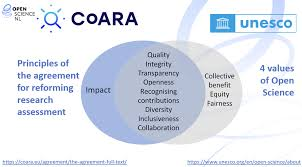 OPEN
SCIENCE
NL
COARA
unesco
Principles of
the agreement
for reforming
research
assessment
Impact
Quality
Integrity
Transparency
Openness
Recognising
contributions
Diversity
Inclusiveness
Collaboration
Collective
benefit
Equity
Fairness
4 values
of Open
Science
https://coara.eu/agreement/the-agreement-full-text/
https://www.unesco.org/en/open-science/about